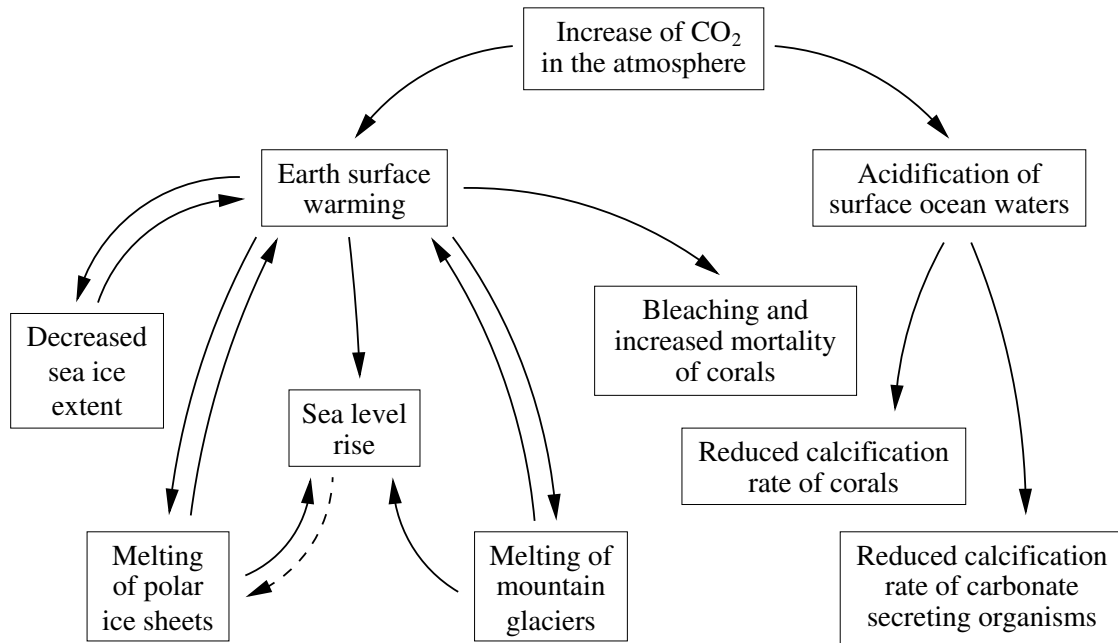 Increase of CO₂
in the atmosphere
Earth surface
warming
Acidification of
surface ocean waters
Decreased
sea ice
extent
Bleaching and
increased mortality
of corals
Sea level
rise
Reduced calcification
rate of corals
Melting
of polar
ice sheets
Melting of
mountain
glaciers
Reduced calcification
rate of carbonate
secreting organisms